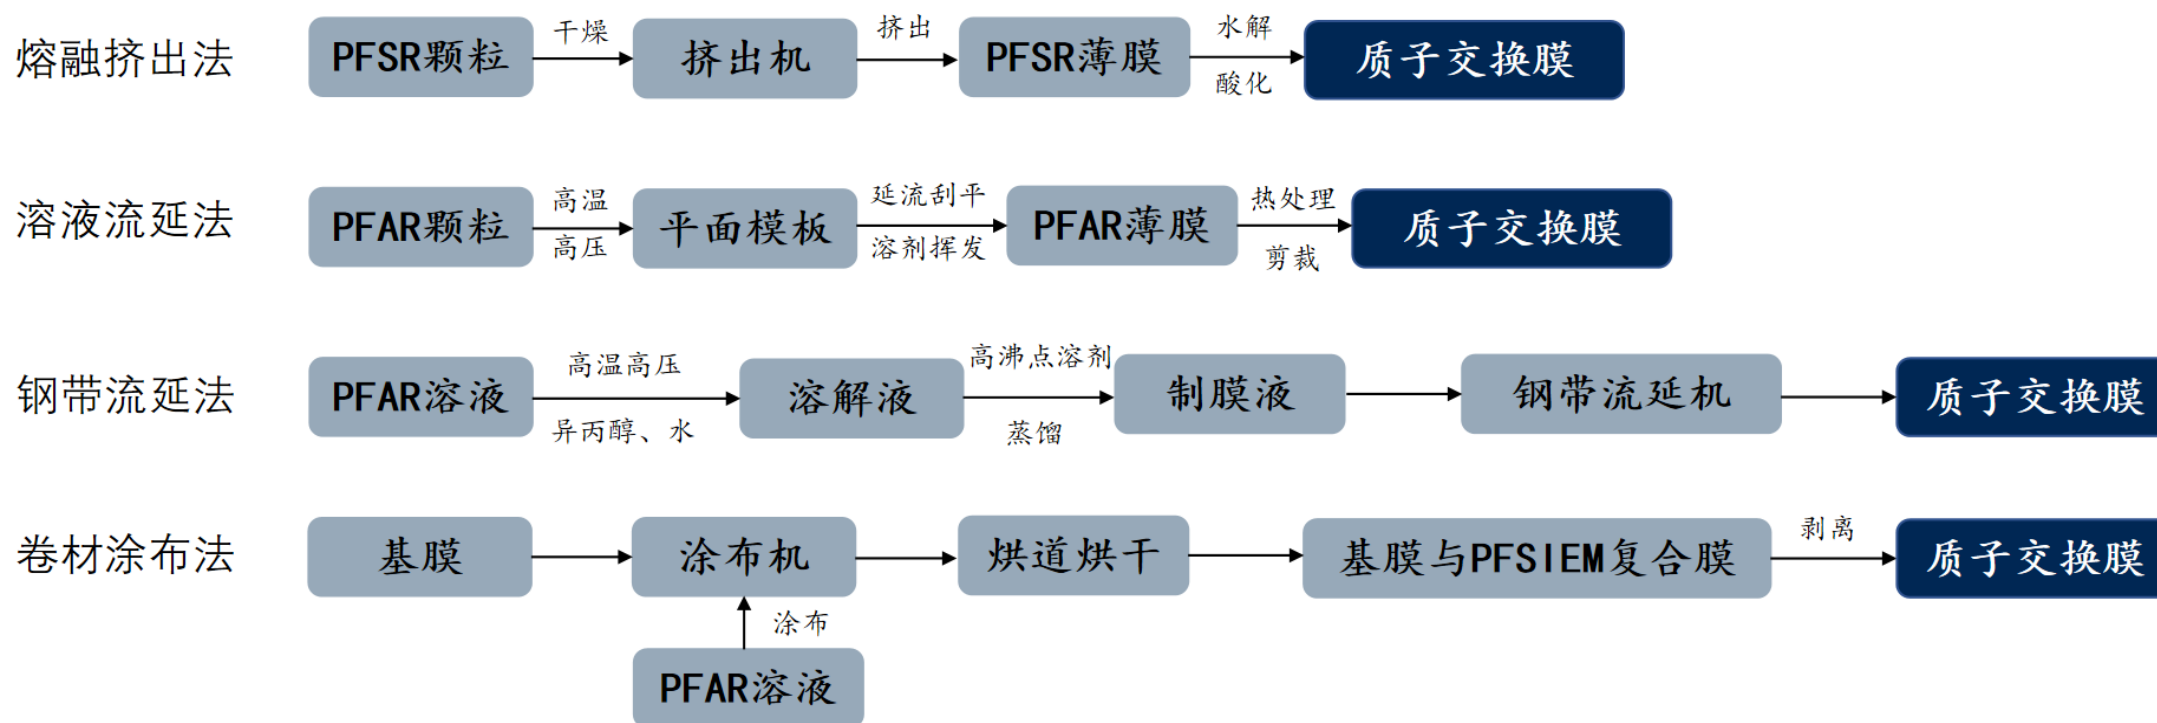 熔融挤出法
PFSR颗粒
干燥
挤出机
挤出
PFSR薄膜
水解
酸化
质子交换膜
溶液流延法
PFAR颗粒
高温
高压
平面模板
延流刮平
溶剂挥发
PFAR薄膜
热处理
剪裁
质子交换膜
钢带流延法
PFAR溶液
高温高压
异丙醇、水
溶解液
高沸点溶剂
蒸馏
制膜液
钢带流延机
质子交换膜
卷材涂布法
基膜
涂布机
烘道烘干
基膜与PFSIEM复合膜
剥离
质子交换膜
涂布
PFAR溶液